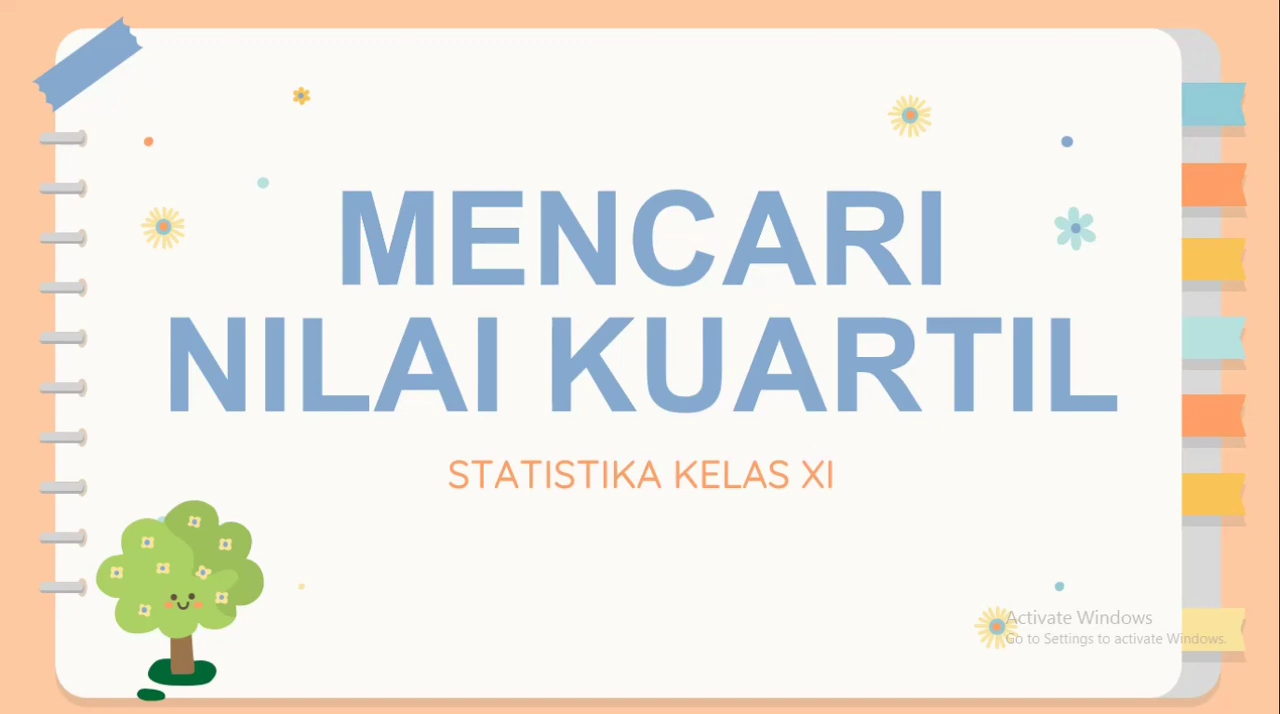 MENCARI
NILAI KUARTIL
STATISTIKA KELAS XI
Activate Windows
Go to Settings to activate Windows.